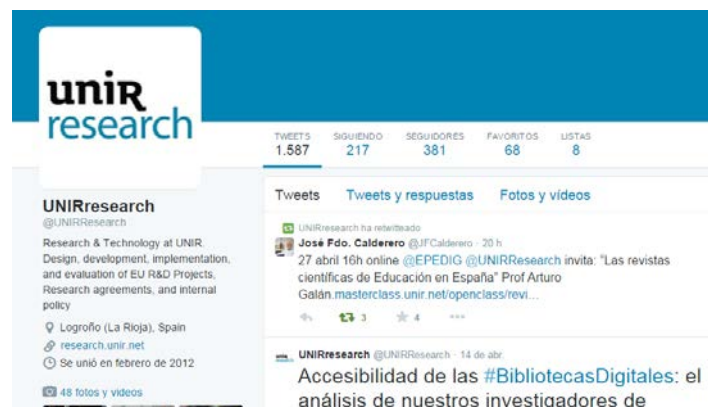 unir
research
TWEETS SIGUIENDO SEGUIDORES FAVORITOS LISTAS
1.587 217 381 68 8
UNIRresearch
@UNIRResearch
Research & Technology at UNIR.
Design, development, implementation,
and evaluation of EU R&D Projects,
Research agreements, and internal
policy
Logroño (La Rioja), Spain
research.unir.net
Se unió en febrero de 2012
48 fotos y vídeos
Tweets Tweets y respuestas Fotos y vídeos
UNIRresearch ha retwitteado
José Fdo. Calderero @JFCalderero · 20 h
27 abril 16h online @EPEDIG @UNIRResearch invita: "Las revistas
científicas de Educación en España" Prof Arturo
Galán.masterclass.unir.net/openclass/revi...
3 4
UNIRresearch @UNIRResearch · 14 de abr.
Accesibilidad de las #BibliotecasDigitales: el
análisis de nuestros investigadores de